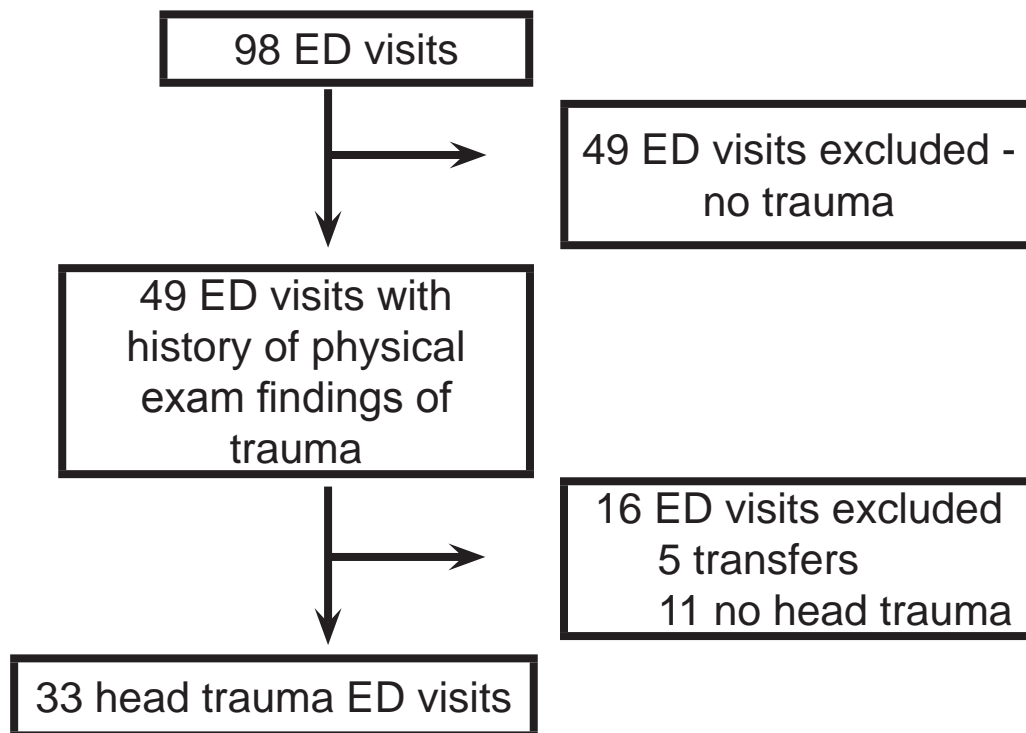 98 ED visits
49 ED visits excluded -
no trauma
49 ED visits with
history of physical
exam findings of
trauma
16 ED visits excluded
5 transfers
11 no head trauma
33 head trauma ED visits